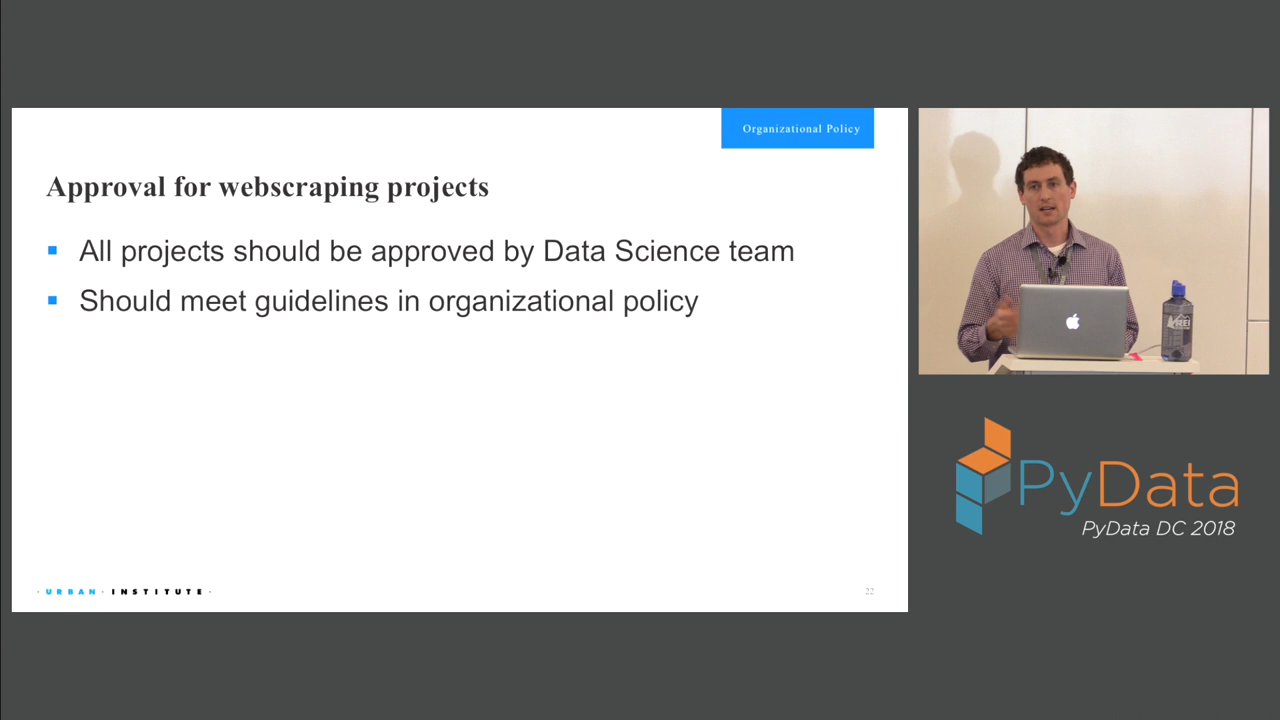 Organizational Policy
Approval for webscraping projects
All projects should be approved by Data Science team
Should meet guidelines in organizational policy
· URBAN · INSTITUTE ·
22
REI
PyData
PyData DC 2018